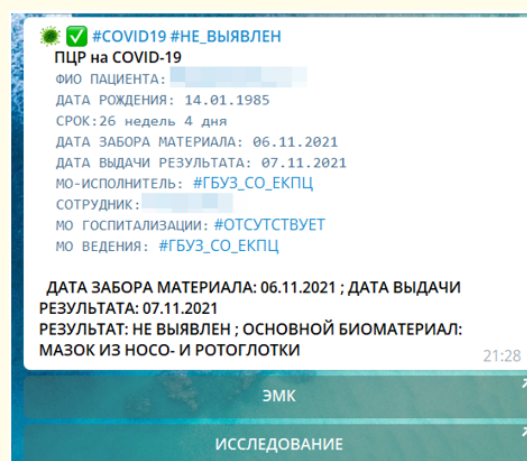 #COVID19 #НЕ_ВЫЯВЛЕН
ПЦР на COVID-19
ФИО ПАЦИЕНТА:
ДАТА РОЖДЕНИЯ: 14.01.1985
СРОК:26 недель 4 дня
ДАТА ЗАБОРА МАТЕРИАЛА: 06.11.2021
ДАТА ВЫДАЧИ РЕЗУЛЬТАТА: 07.11.2021
МО-ИСПОЛНИТЕЛЬ: #ГБУЗ_СО_ЕКПЦ
СОТРУДНИК:
МО ГОСПИТАЛИЗАЦИИ: #ОТСУТСТВУЕТ
МО ВЕДЕНИЯ: #ГБУЗ_СО_ЕКПЦ
ДАТА ЗАБОРА МАТЕРИАЛА: 06.11.2021 ; ДАТА ВЫДАЧИ
РЕЗУЛЬТАТА: 07.11.2021
РЕЗУЛЬТАТ: НЕ ВЫЯВЛЕН ; ОСНОВНОЙ БИОМАТЕРИАЛ:
МАЗОК ИЗ НОСО- И РОТОГЛОТКИ
21:28
ЭМК
ИССЛЕДОВАНИЕ